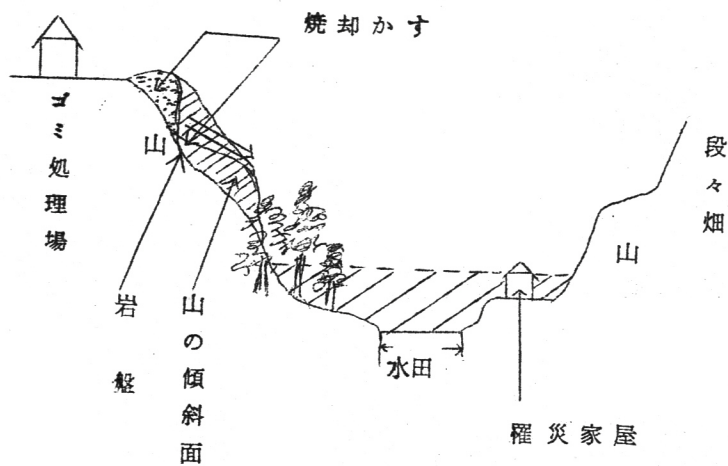 焼却かす
ゴミ処理場
山
段々畑
山
岩盤
山の傾斜面
水田
罹災家屋